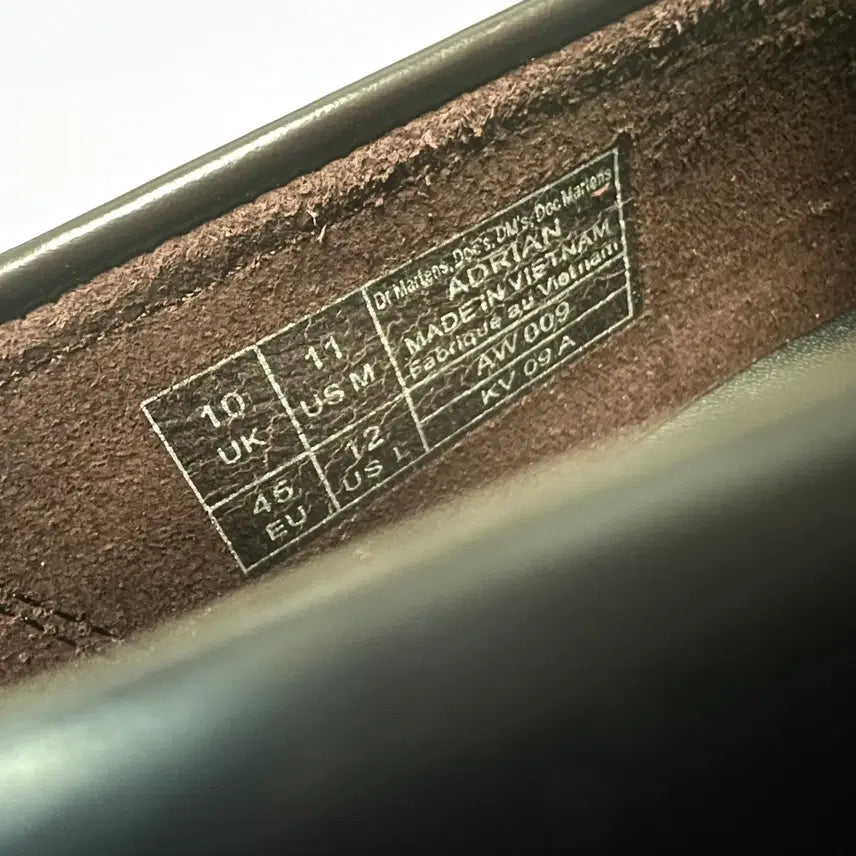 10
UK
11
US M
45
EU
12
US L
Dr Martens, Doc's, DM's, Doc Martens
ADRIAN
MADE IN VIETNAM
Fabriqué au Vietnam
AW 009
KV 09 A